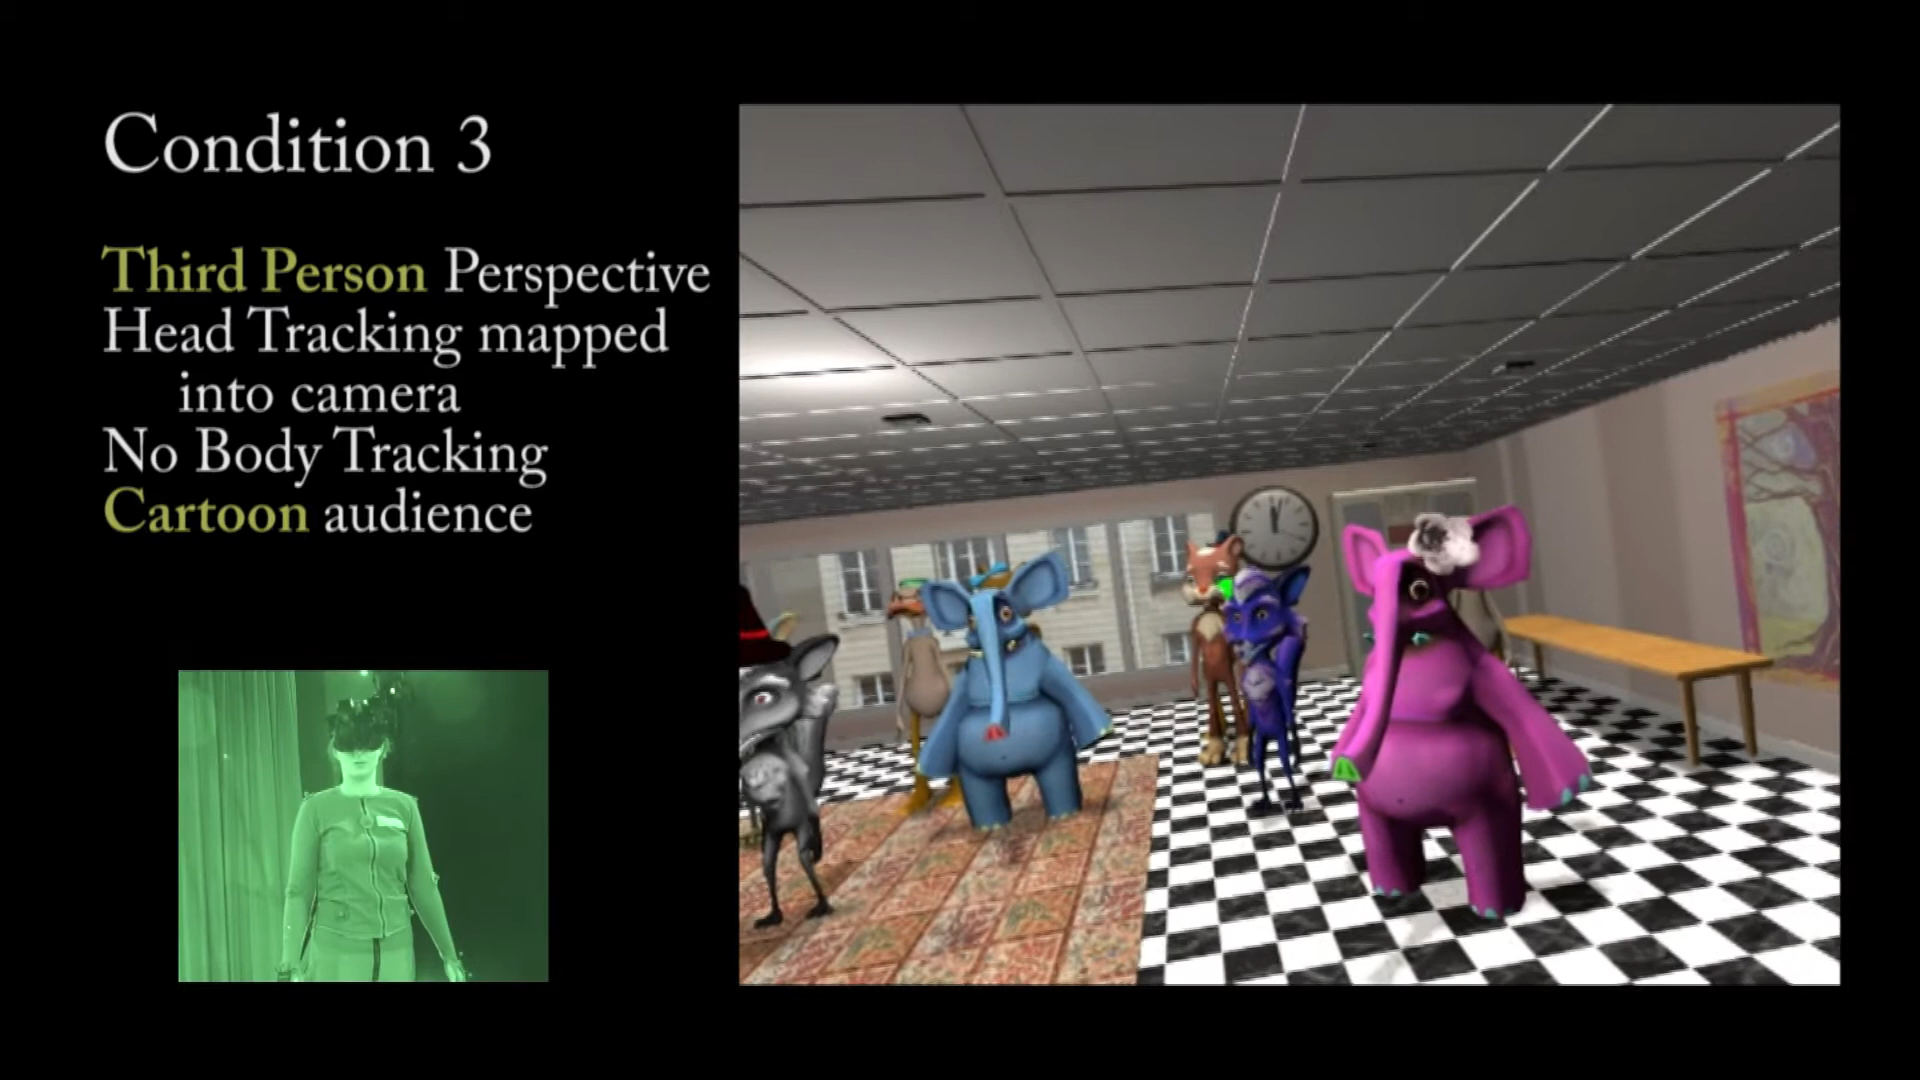 Condition 3
Third Person Perspective
Head Tracking mapped
into camera
No Body Tracking
Cartoon audience